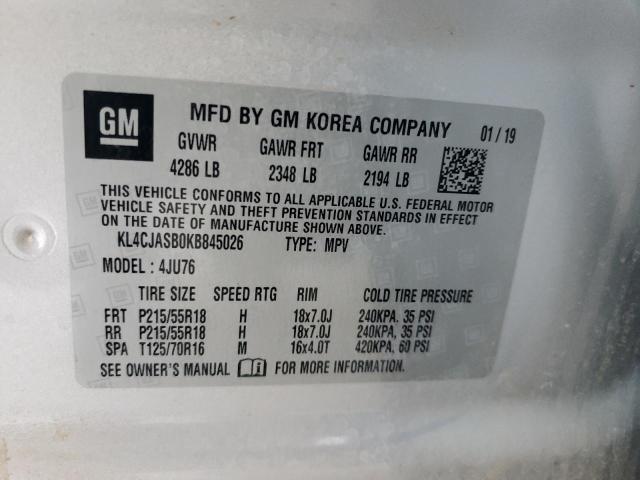 GM MFD BY GM KOREA COMPANY 01 / 19
GVWR GAWR FRT GAWR RR
4286 LB 2348 LB 2194 LB
THIS VEHICLE CONFORMS TO ALL APPLICABLE U.S. FEDERAL MOTOR
VEHICLE SAFETY AND THEFT PREVENTION STANDARDS IN EFFECT
ON THE DATE OF MANUFACTURE SHOWN ABOVE.
KL4CJASB0KB845026 TYPE: MPV
MODEL : 4JU76
TIRE SIZE SPEED RTG RIM COLD TIRE PRESSURE
FRT P215/55R18 H 18x7.0J 240KPA, 35 PSI
RR P215/55R18 H 18x7.0J 240KPA, 35 PSI
SPA T125/70R16 M 16x4.0T 420KPA, 60 PSI
SEE OWNER'S MANUAL i FOR MORE INFORMATION.